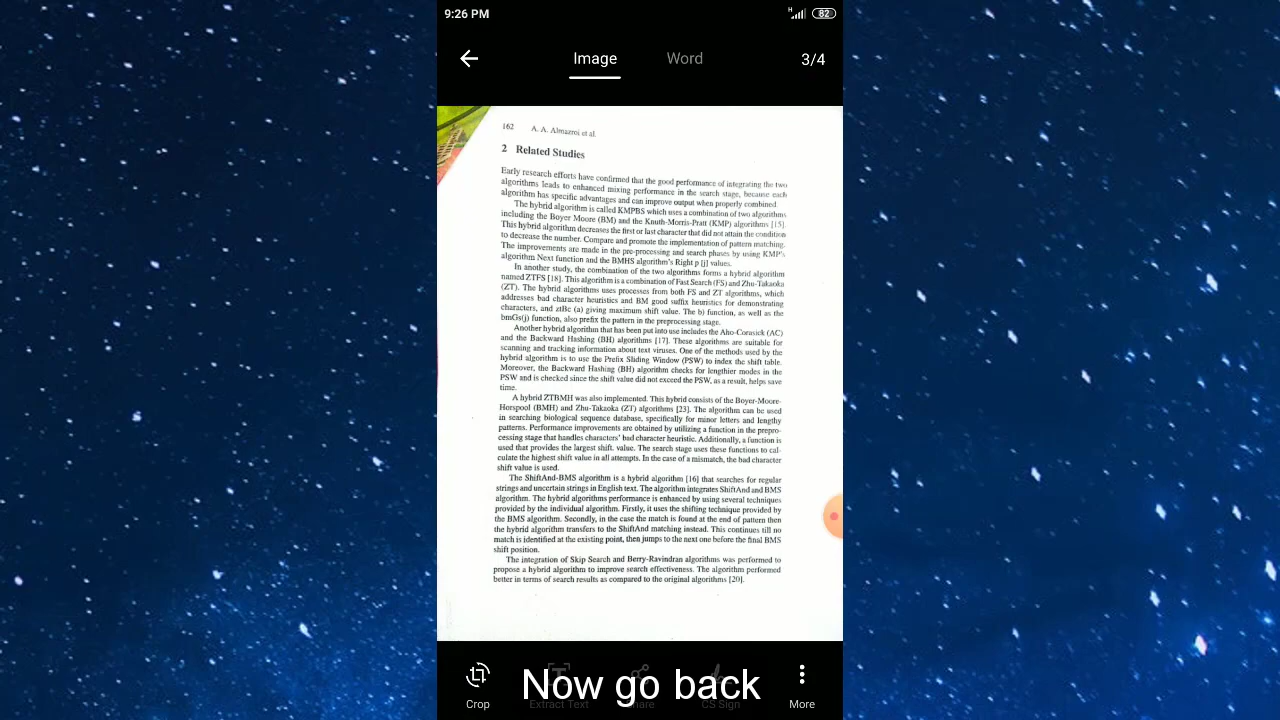 9:26 PM
H
82
Image
Word
3/4
162 A. A. Almazroi et al.
2 Related Studies
Early research efforts have confirmed that the good performance of integrating the two
algorithms leads to enhanced mixing performance in the search stage, because each
algorithm has specific advantages and can improve output when properly combined
The hybrid algorithm is called KMPBS which uses a combination of two algorithms
including the Boyer Moore (BM) and the Knuth-Morris-Pratt (KMP) algorithms [15].
This hybrid algorithm decreases the first or last character that did not attain the condition
to decrease the number. Compare and promote the implementation of pattern matching.
The improvements are made in the pre-processing and search phases by using KMP's
algorithm Next function and the BMHS algorithm's Right p [j] values.
In another study, the combination of the two algorithms forms a hybrid algorithm
named ZTFS [18]. This algorithm is a combination of Fast Search (FS) and Zhu-Takaoka
(ZT). The hybrid algorithms uses processes from both FS and ZT algorithms, which
addresses bad character heuristics and BM good suffix heuristics for demonstrating
characters, and ztBc (a) giving maximum shift value. The b) function, as well as the
bmGs(j) function, also prefix the pattern in the preprocessing stage.
Another hybrid algorithm that has been put into use includes the Aho-Corasick (AC)
and the Backward Hashing (BH) algorithms [17]. These algorithms are suitable for
scanning and tracking information about text viruses. One of the methods used by the
hybrid algorithm is to use the Prefix Sliding Window (PSW) to index the shift table.
Moreover, the Backward Hashing (BH) algorithm checks for lengthier modes in the
PSW and is checked since the shift value did not exceed the PSW, as a result, helps save
time.
A hybrid ZTBMH was also implemented. This hybrid consists of the Boyer-Moore-
Horspool (BMH) and Zhu-Takaoka (ZT) algorithms [23]. The algorithm can be used
in searching biological sequence database, specifically for minor letters and lengthy
patterns. Performance improvements are obtained by utilizing a function in the prepro-
cessing stage that handles characters' bad character heuristic. Additionally, a function is
used that provides the largest shift. value. The search stage uses these functions to cal-
culate the highest shift value in all attempts. In the case of a mismatch, the bad character
shift value is used.
The ShiftAnd-BMS algorithm is a hybrid algorithm [16] that searches for regular
strings and uncertain strings in English text. The algorithm integrates ShiftAnd and BMS
algorithm. The hybrid algorithms performance is enhanced by using several techniques
provided by the individual algorithm. Firstly, it uses the shifting technique provided by
the BMS algorithm. Secondly, in the case the match is found at the end of pattern then
the hybrid algorithm transfers to the ShiftAnd matching instead. This continues till no
match is identified at the existing point, then jumps to the next one before the final BMS
shift position.
The integration of Skip Search and Berry-Ravindran algorithms was performed to
propose a hybrid algorithm to improve search effectiveness. The algorithm performed
better in terms of search results as compared to the original algorithms [20].
Now go back
Crop
Extract Text
Share
CS Sign
More